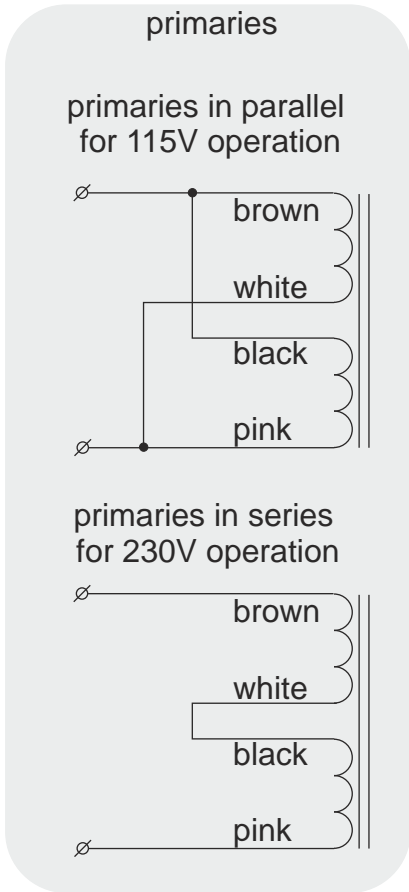 primaries
primaries in parallel
for 115V operation
brown
white
black
pink
primaries in series
for 230V operation
brown
white
black
pink